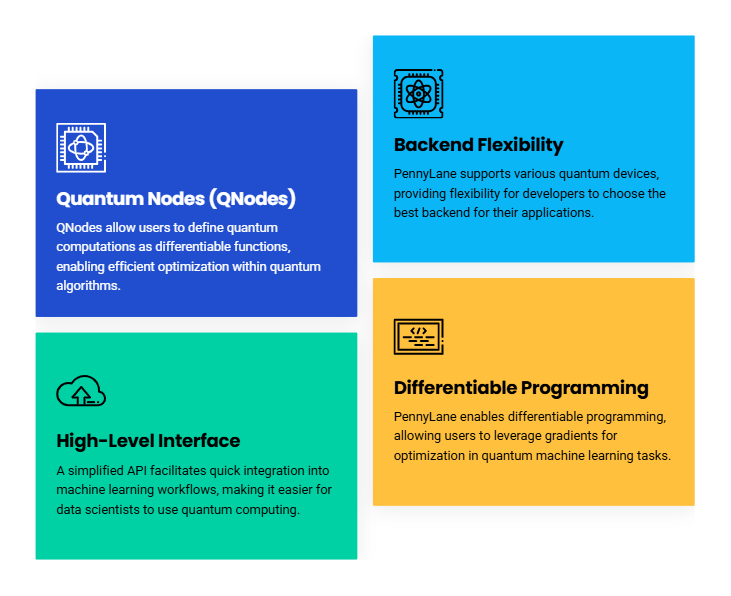 Quantum Nodes (QNodes)
QNodes allow users to define quantum
computations as differentiable functions,
enabling efficient optimization within quantum
algorithms.
Backend Flexibility
PennyLane supports various quantum devices,
providing flexibility for developers to choose the
best backend for their applications.
High-Level Interface
A simplified API facilitates quick integration into
machine learning workflows, making it easier for
data scientists to use quantum computing.
Differentiable Programming
PennyLane enables differentiable programming,
allowing users to leverage gradients for
optimization in quantum machine learning tasks.